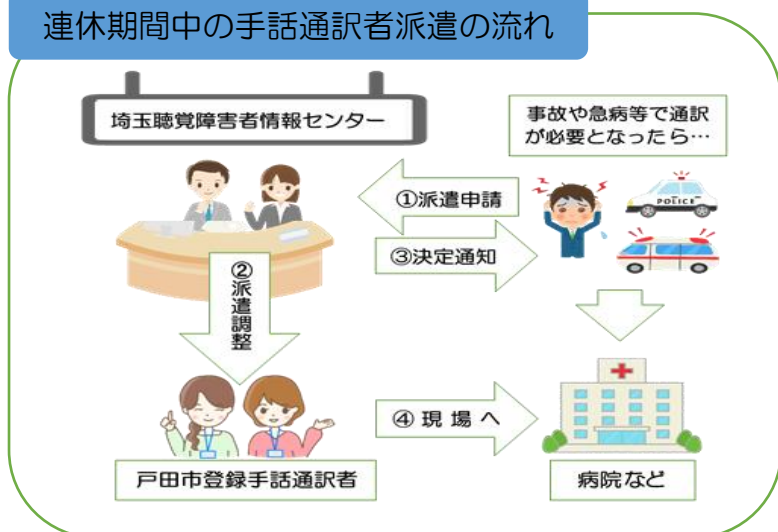 連休期間中の手話通訳者派遣の流れ
埼玉聴覚障害者情報センター
事故や急病等で通訳
が必要となったら…
①派遣申請
POLICE
③決定通知
②派遣調整
④現場へ
戸田市登録手話通訳者
病院など